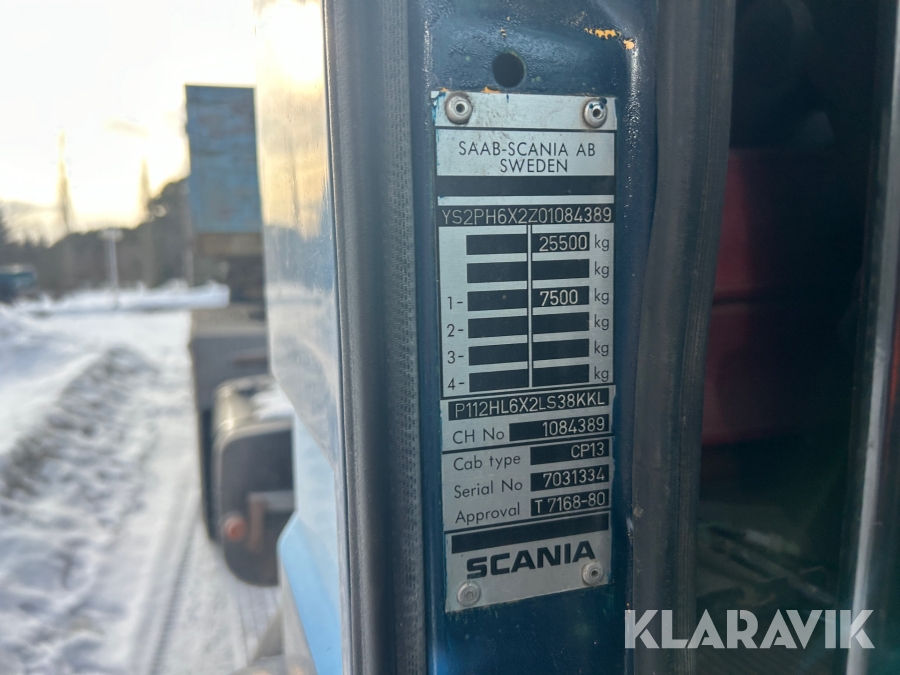 SAAB-SCANIA AB
SWEDEN
YS2PH6X2Z01084389
25500 kg
kg
1- 7500 kg
2- kg
3- kg
4- kg
P112HL6X2LS38KKL
CH No 1084389
Cab type CP13
Serial No 7031334
Approval T 7168-80
SCANIA
KLARAVIK